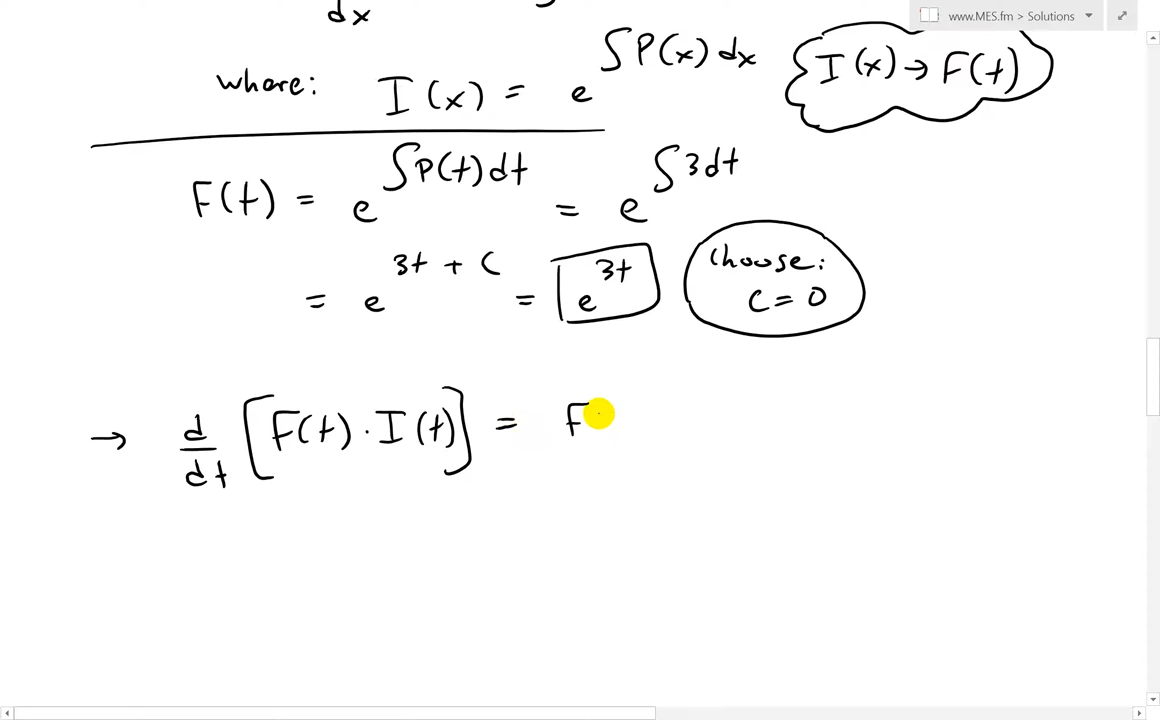 www.MES.fm > Solutions
dx
where: I(x) = e^∫P(x)dx
I(x) → F(t)
F(t) = e^∫P(t)dt = e^∫3dt
= e^3t + C = e^3t
Choose:
C = 0
→ d/dt [F(t) · I(t)] = F